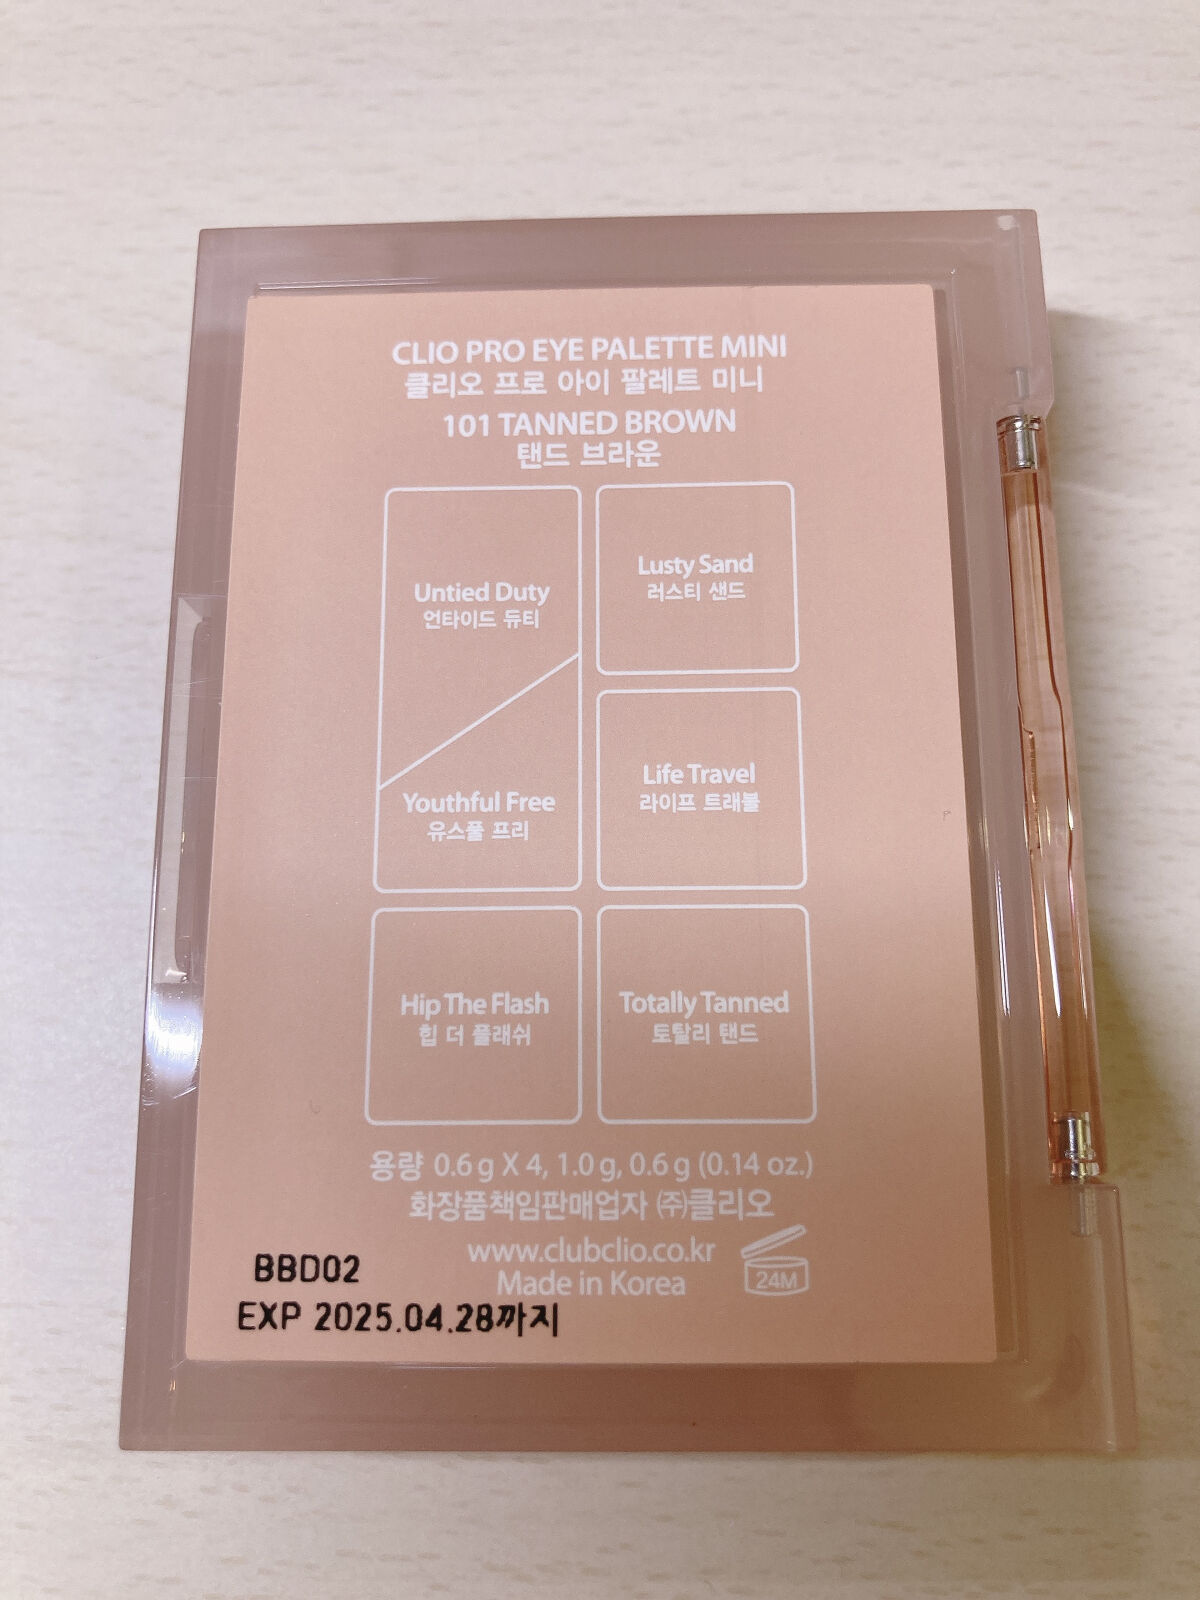 CLIO PRO EYE PALETTE MINI
클리오 프로 아이 팔레트 미니
101 TANNED BROWN
탠드 브라운
Untied Duty
언타이드 듀티
Lusty Sand
러스티 샌드
Youthful Free
유스풀 프리
Life Travel
라이프 트래블
Hip The Flash
힙 더 플래쉬
Totally Tanned
토탈리 탠드
용량 0.6 g X 4, 1.0 g, 0.6 g (0.14 oz.)
화장품책임판매업자 ㈜클리오
www.clubclio.co.kr
Made in Korea
24M
BBD02
EXP 2025.04.28까지